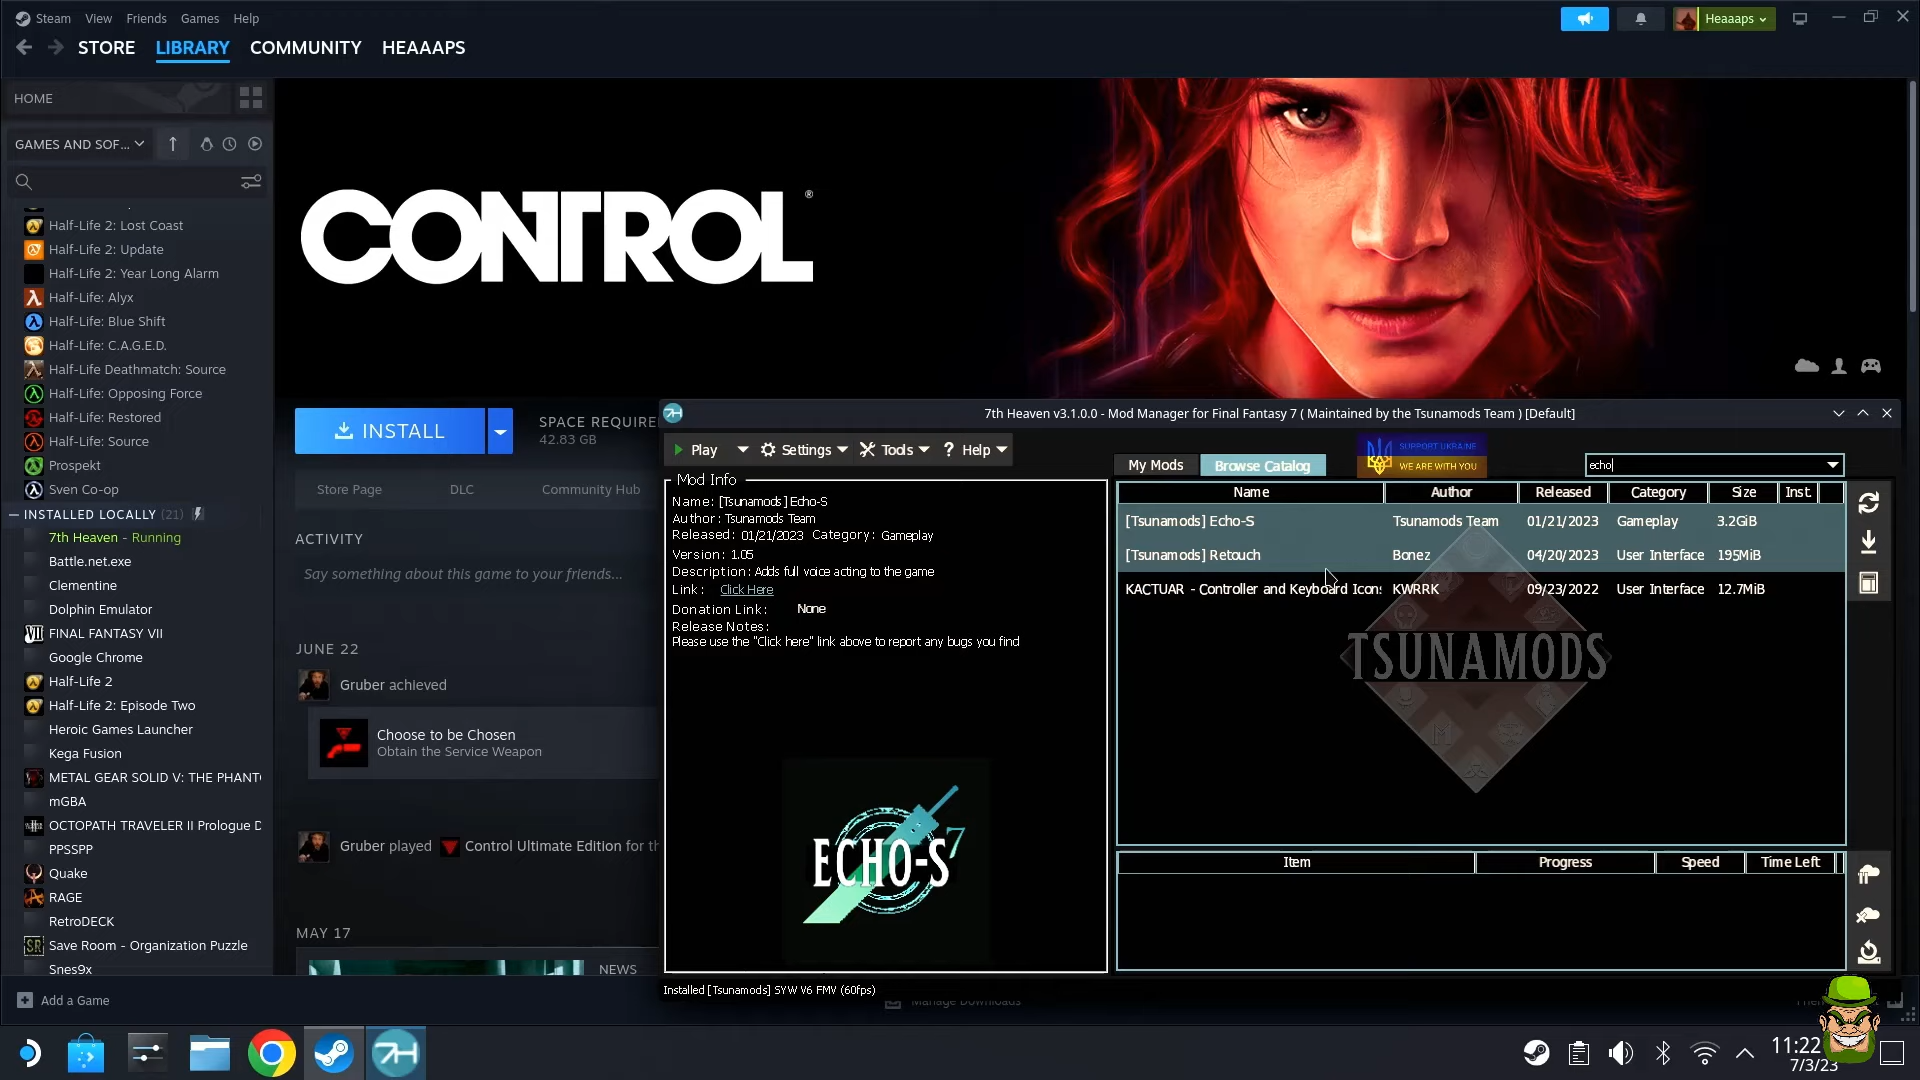 Steam View Friends Games Help
Heaaaps
STORE LIBRARY COMMUNITY HEAAAPS
HOME
GAMES AND SOF...
Half-Life 2: Lost Coast
Half-Life 2: Update
Half-Life 2: Year Long Alarm
Half-Life: Alyx
Half-Life: Blue Shift
Half-Life: C.A.G.E.D.
Half-Life Deathmatch: Source
Half-Life: Opposing Force
Half-Life: Restored
Half-Life: Source
Prospekt
Sven Co-op
INSTALLED LOCALLY (21)
7th Heaven - Running
Battle.net.exe
Clementine
Dolphin Emulator
FINAL FANTASY VII
Google Chrome
Half-Life 2
Half-Life 2: Episode Two
Heroic Games Launcher
Kega Fusion
METAL GEAR SOLID V: THE PHANT
mGBA
OCTOPATH TRAVELER II Prologue D
PPSSPP
Quake
RAGE
RetroDECK
Save Room - Organization Puzzle
Snes9x
Add a Game
CONTROL®
INSTALL
SPACE REQUIRE
42.83 GB
Store Page DLC Community Hub
ACTIVITY
Say something about this game to your friends...
JUNE 22
Gruber achieved
Choose to be Chosen
Obtain the Service Weapon
Gruber played Control Ultimate Edition for th
MAY 17
NEWS
Manage Downloads
7th Heaven v3.1.0.0 - Mod Manager for Final Fantasy 7 ( Maintained by the Tsunamods Team ) [Default]
Play Settings Tools ? Help
My Mods Browse Catalog
SUPPORT UKRAINE
WE ARE WITH YOU
echo
Mod Info
Name: [Tsunamods] Echo-S
Author: Tsunamods Team
Released: 01/21/2023 Category: Gameplay
Version: 1.05
Description: Adds full voice acting to the game
Link: Click Here
Donation Link: None
Release Notes:
Please use the "Click here" link above to report any bugs you find
ECHO-S 7
Installed [Tsunamods] SYW V6 FMV (60fps)
Name Author Released Category Size Inst.
[Tsunamods] Echo-S Tsunamods Team 01/21/2023 Gameplay 3.2GiB
[Tsunamods] Retouch Bonez 04/20/2023 User Interface 195MiB
KACTUAR - Controller and Keyboard Icons KWRRK 09/23/2022 User Interface 12.7MiB
TSUNAMODS
Item Progress Speed Time Left
7H
11:22
7/3/23